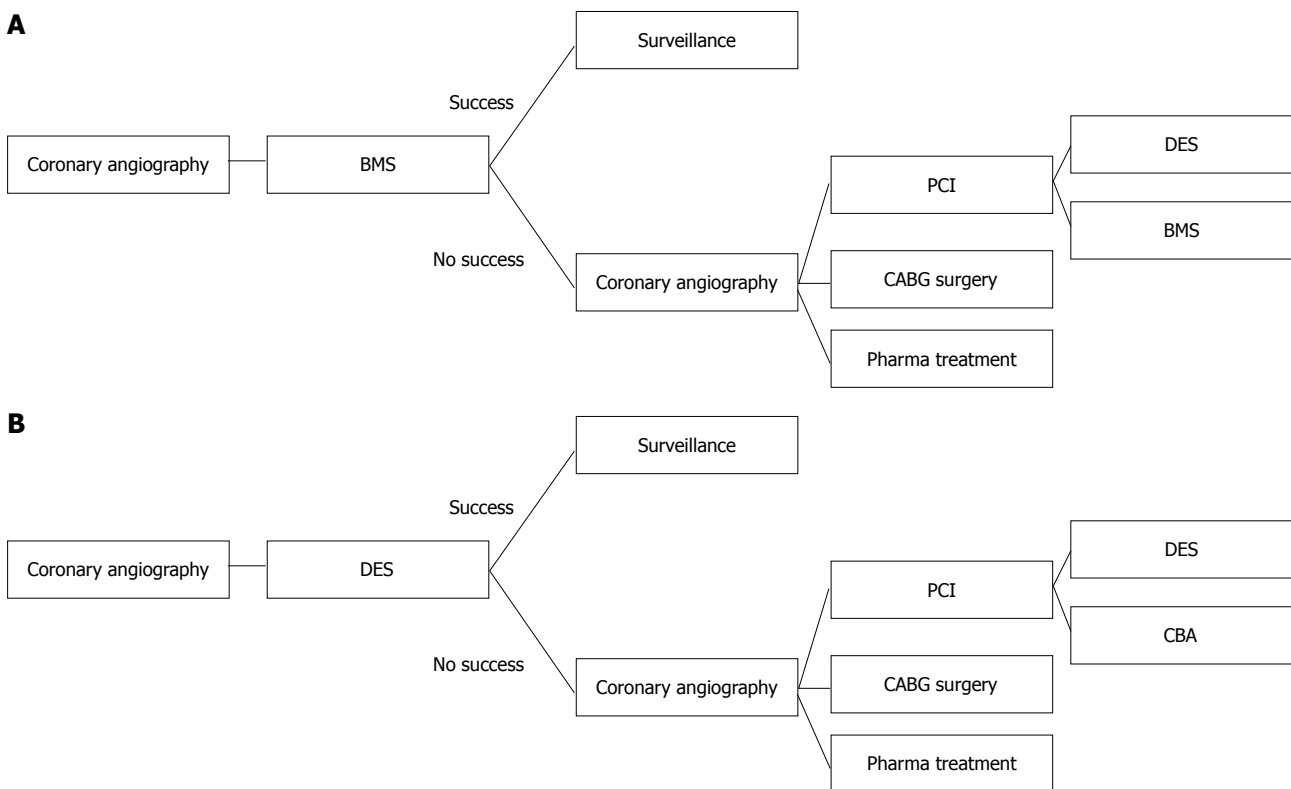 A
Surveillance
Success
DES
Coronary angiography
BMS
PCI
BMS
No success
Coronary angiography
CABG surgery
Pharma treatment
B
Surveillance
Success
DES
Coronary angiography
DES
PCI
CBA
No success
Coronary angiography
CABG surgery
Pharma treatment